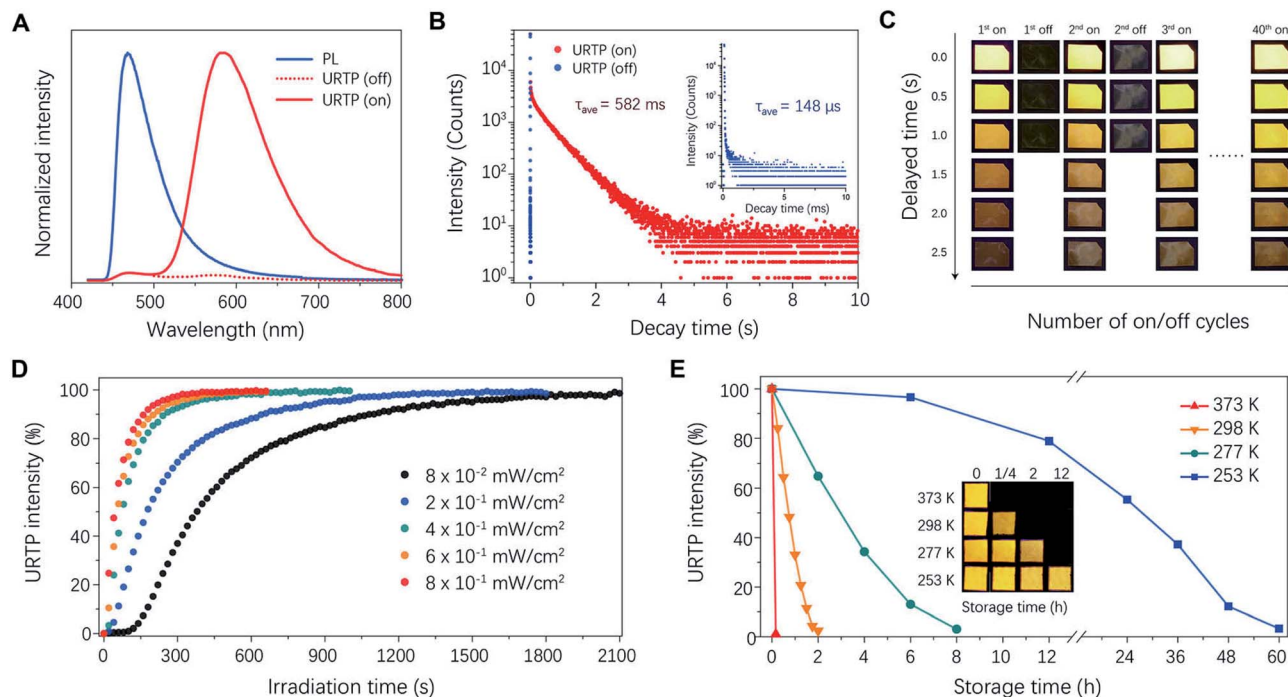 A
Normalized intensity
PL
URTP (off)
URTP (on)
400 500 600 700 800
Wavelength (nm)
B
Intensity (Counts)
10⁴
10³
10²
10¹
10⁰
URTP (on)
URTP (off)
τave = 582 ms
0 2 4 6 8 10
Decay time (s)
Intensity (Counts)
10⁴
10³
10²
10¹
10⁰
τave = 148 μs
0 5 10
Decay time (ms)
C
1st on 1st off 2nd on 2nd off 3rd on 40th on
Delayed time (s)
0.0
0.5
1.0
1.5
2.0
2.5
......
Number of on/off cycles
D
URTP intensity (%)
100
80
60
40
20
0
8 x 10⁻² mW/cm²
2 x 10⁻¹ mW/cm²
4 x 10⁻¹ mW/cm²
6 x 10⁻¹ mW/cm²
8 x 10⁻¹ mW/cm²
0 300 600 900 1200 1500 1800 2100
Irradiation time (s)
E
URTP intensity (%)
100
80
60
40
20
0
373 K
298 K
277 K
253 K
0 1/4 2 12
373 K
298 K
277 K
253 K
Storage time (h)
0 2 4 6 8 10 12 24 36 48 60
Storage time (h)